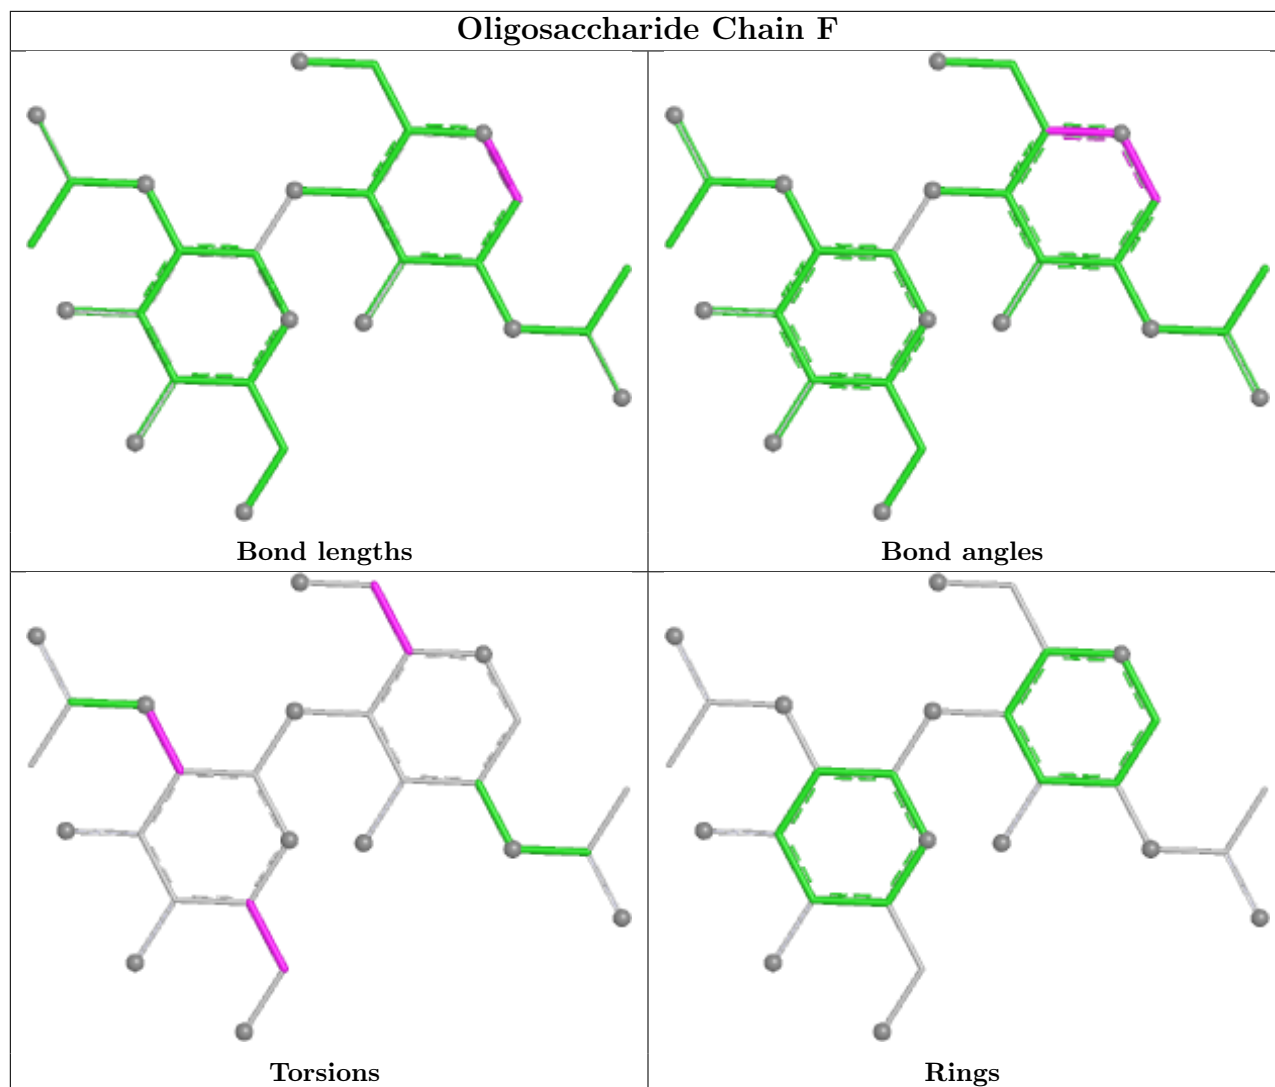 Oligosaccharide Chain F
Bond lengths
Bond angles
Torsions
Rings